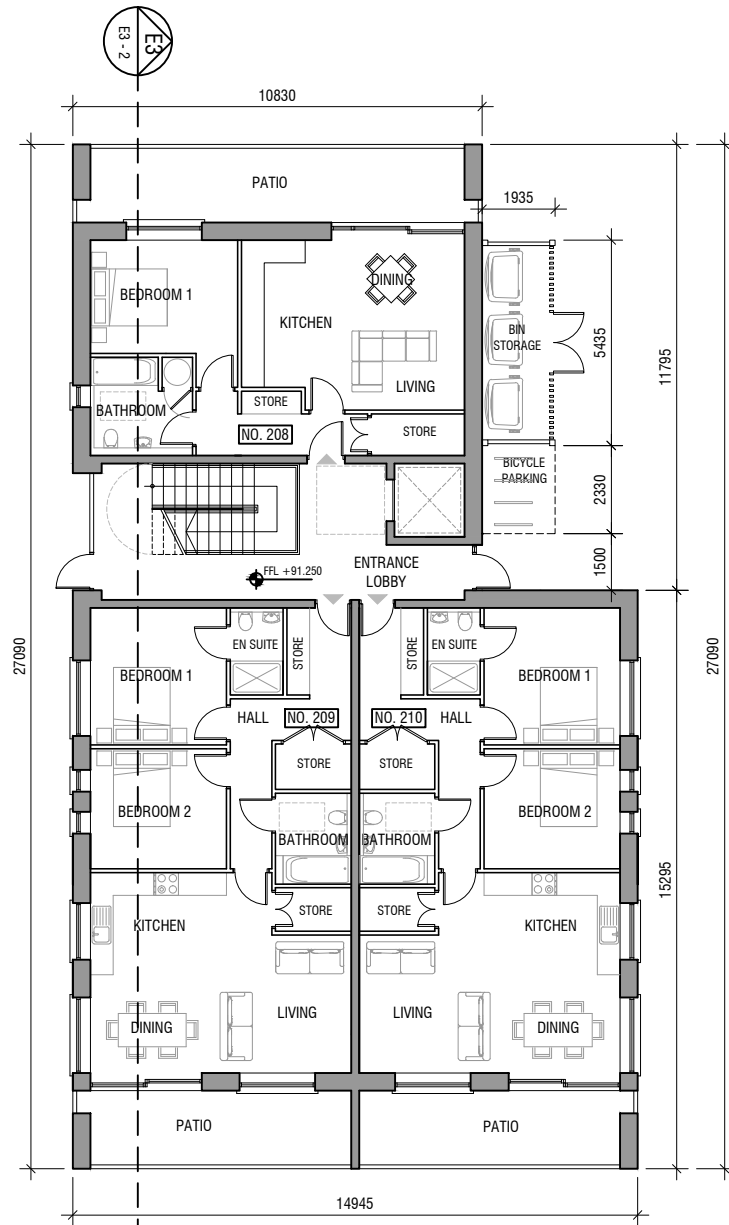 E3
E3 - 2
10830
PATIO
1935
BEDROOM 1
DINING
KITCHEN
BIN
STORAGE
5435
11795
LIVING
STORE
BATHROOM
NO. 208
STORE
BICYCLE
PARKING
2330
ENTRANCE
LOBBY
FFL +91.250
1500
27090
27090
EN SUITE
STORE
STORE
EN SUITE
BEDROOM 1
BEDROOM 1
HALL
NO. 209
NO. 210
HALL
STORE
STORE
BEDROOM 2
BEDROOM 2
BATHROOM
BATHROOM
15295
STORE
STORE
KITCHEN
KITCHEN
LIVING
LIVING
DINING
DINING
PATIO
PATIO
14945